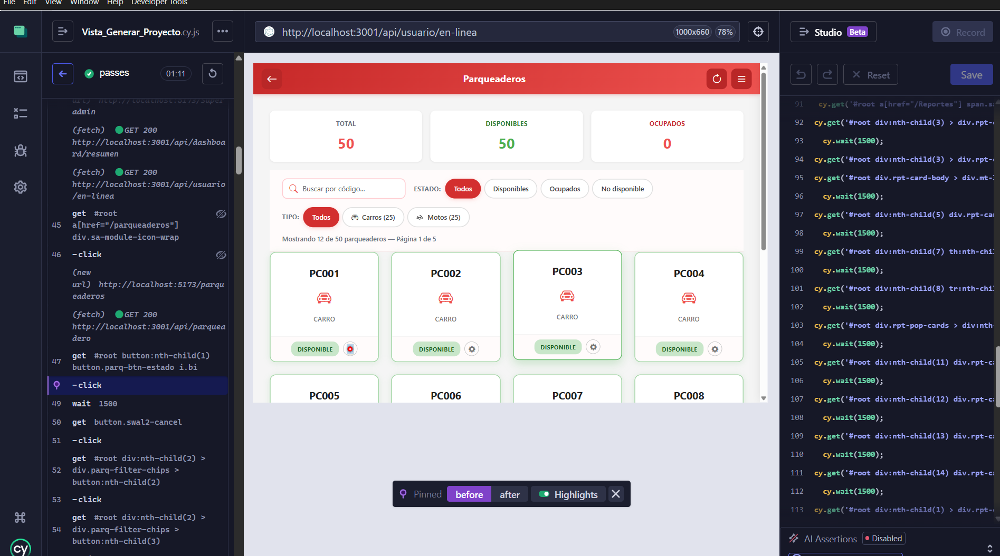 File Edit View Window Help Developer Tools
Vista_Generar_Proyecto.cy.js
http://localhost:3001/api/usuario/en-linea
1000x660
78%
Studio Beta
Record
passes
01:11
Reset
Save
url) http://localhost:5173/Super
admin
(fetch) GET 200
http://localhost:3001/api/dashboa
rd/resumen
(fetch) GET 200
http://localhost:3001/api/usuario
/en-linea
45 get #root
a[href="/parqueaderos"]
div.sa-module-icon-wrap
46 -click
(new
url) http://localhost:5173/parqu
eaderos
(fetch) GET 200
http://localhost:3001/api/parquea
dero
47 get #root button:nth-child(1)
button.parq-btn-estado i.bi
-click
49 wait 1500
50 get button.swal2-cancel
51 -click
52 get #root div:nth-child(2) >
div.parq-filter-chips >
button:nth-child(2)
53 -click
54 get #root div:nth-child(2) >
div.parq-filter-chips >
button:nth-child(3)
cy
Parqueaderos
TOTAL
50
DISPONIBLES
50
OCUPADOS
0
Buscar por código...
ESTADO: Todos Disponibles Ocupados No disponible
TIPO: Todos Carros (25) Motos (25)
Mostrando 12 de 50 parqueaderos — Página 1 de 5
PC001
CARRO
DISPONIBLE
PC002
CARRO
DISPONIBLE
PC003
CARRO
DISPONIBLE
PC004
CARRO
DISPONIBLE
PC005
PC006
PC007
PC008
Pinned before after Highlights
91 cy.get('#root a[href="/Reportes"] span.s
92 cy.get('#root div:nth-child(3) > div.rpt-
93 cy.wait(1500);
94 cy.get('#root div:nth-child(3) > div.rpt-
95 cy.get('#root div.rpt-card-body > div.mt-
96 cy.wait(1500);
97 cy.get('#root div:nth-child(5) div.rpt-ca
98 cy.wait(1500);
99 cy.get('#root div:nth-child(7) th:nth-chi
100 cy.wait(1500);
101 cy.get('#root div:nth-child(8) tr:nth-chi
102 cy.wait(1500);
103 cy.get('#root div.rpt-pop-cards > div:nth
104 cy.wait(1500);
105 cy.get('#root div:nth-child(11) div.rpt-c
106 cy.wait(1500);
107 cy.get('#root div:nth-child(12) div.rpt-c
108 cy.wait(1500);
109 cy.get('#root div:nth-child(13) div.rpt-c
110 cy.wait(1500);
111 cy.get('#root div:nth-child(14) div.rpt-c
112 cy.wait(1500);
113 cy.get('#root div:nth-child(1) > div.rpt-
AI Assertions Disabled